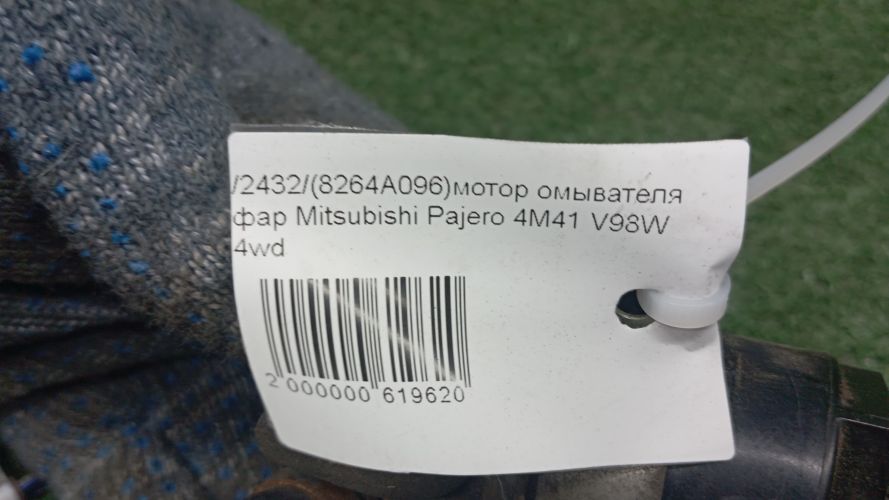 /2432/(8264A096)мотор омывателя
фар Mitsubishi Pajero 4M41 V98W
4wd
2 000000 619620